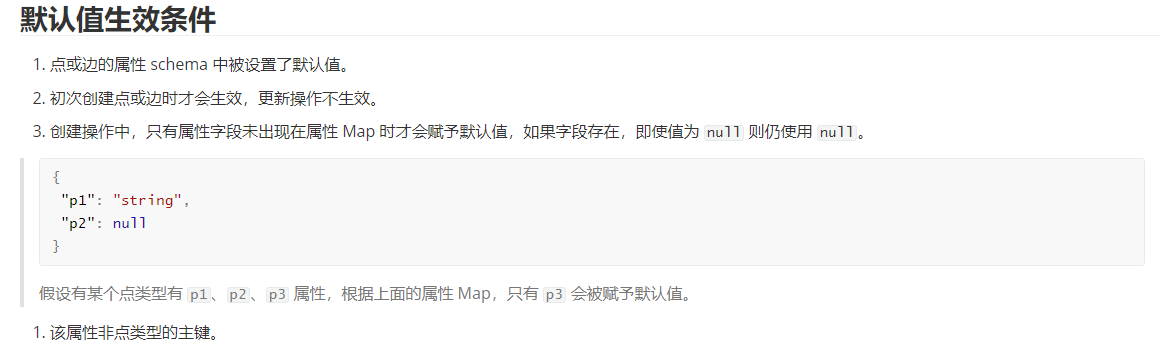 默认值生效条件
1. 点或边的属性 schema 中被设置了默认值。
2. 初次创建点或边时才会生效，更新操作不生效。
3. 创建操作中，只有属性字段未出现在属性 Map 时才会赋予默认值，如果字段存在，即使值为 null 则仍使用 null。
{
"p1": "string",
"p2": null
}
假设有某个点类型有 p1、p2、p3 属性，根据上面的属性 Map，只有 p3 会被赋予默认值。
1. 该属性非点类型的主键。